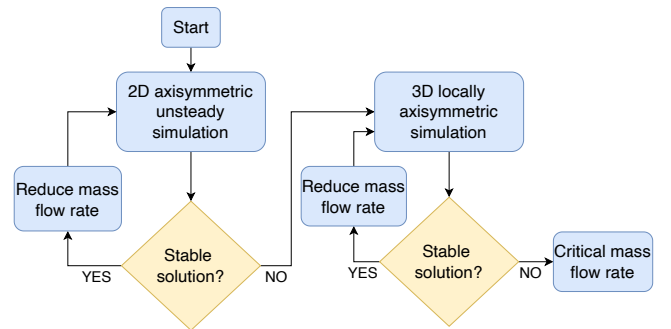 Start
2D axisymmetric
unsteady
simulation
Reduce mass
flow rate
Stable
solution?
YES
NO
3D locally
axisymmetric
simulation
Reduce mass
flow rate
Stable
solution?
YES
NO
Critical mass
flow rate